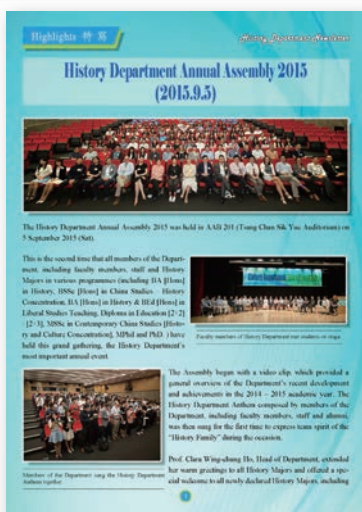 Highlights 特寫
History Department Newsletter
History Department Annual Assembly 2015
(2015.9.5)
The History Department Annual Assembly 2015 was held in AAB 201 (Tsang Chan Sik Yue Auditorium) on
5 September 2015 (Sat).
This is the second time that all members of the Depart-
ment, including faculty members, staff and History
Majors in various programmes (including BA [Hons]
in History, BSSc [Hons] in China Studies - History
Concentration, BA [Hons] in History & BEd [Hons] in
Liberal Studies Teaching, Diploma in Education [2+2]
/ [2+3], MSSc in Contemporary China Studies [Histo-
ry and Culture Concentration], MPhil and PhD ) have
held this grand gathering, the History Department's
most important annual event.
Faculty members of History Department met students on stage
The Assembly began with a video clip, which provided a
general overview of the Department's recent development
and achievements in the 2014 – 2015 academic year. The
History Department Anthem composed by members of the
Department, including faculty members, staff and alumni,
was then sung for the first time to express team spirit of the
"History Family" during the occasion.
Members of the Department sang the History Department
Anthem together
Prof. Clara Wing-chung Ho, Head of Department, extended
her warm greetings to all History Majors and offered a spe-
cial welcome to all newly declared History Majors, including